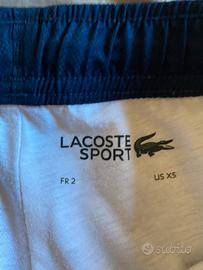 LACOSTE
SPORT
FR 2 US XS
subito